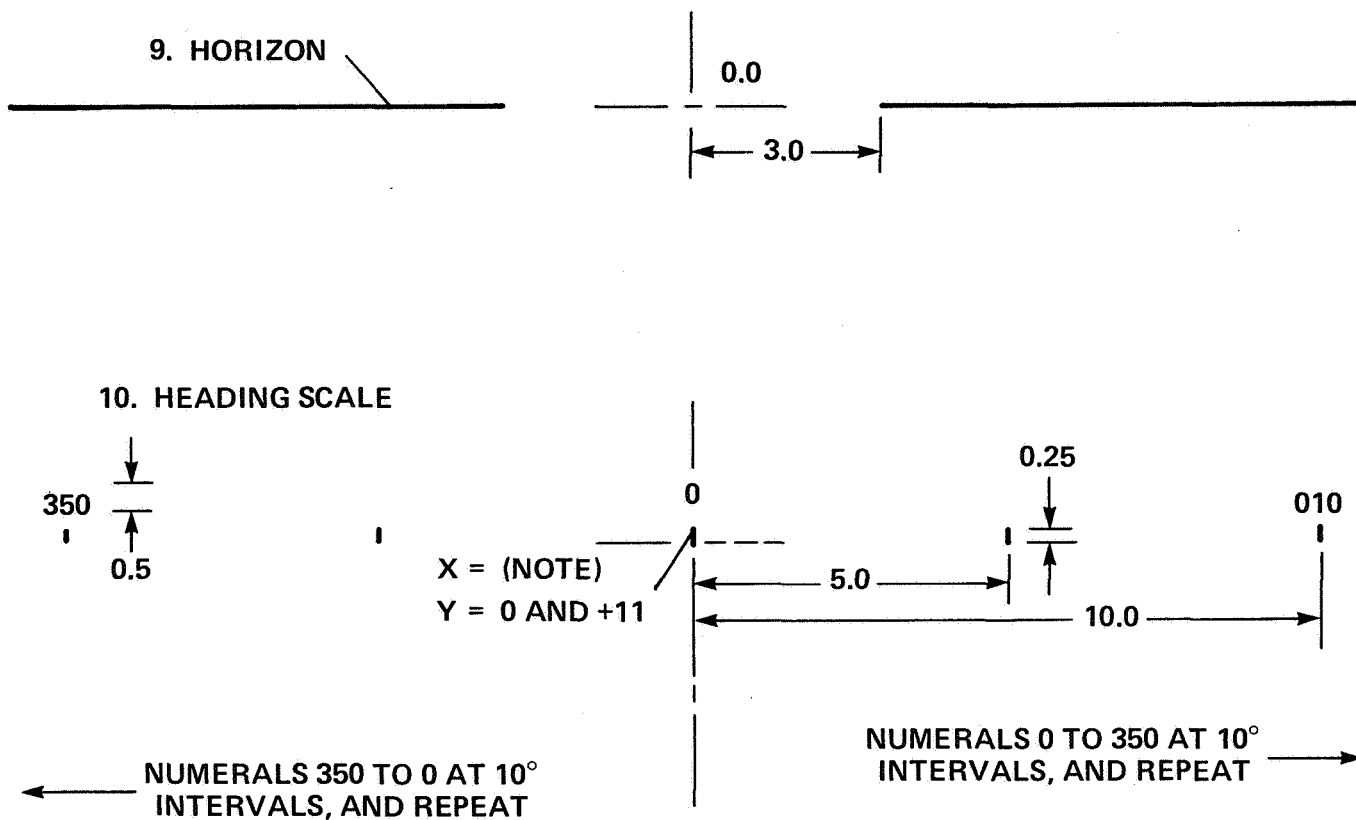 9. HORIZON
0.0
3.0
10. HEADING SCALE
350
0.5
0
0.25
010
X = (NOTE)
Y = 0 AND +11
5.0
10.0
NUMERALS 350 TO 0 AT 10°
INTERVALS, AND REPEAT
NUMERALS 0 TO 350 AT 10°
INTERVALS, AND REPEAT